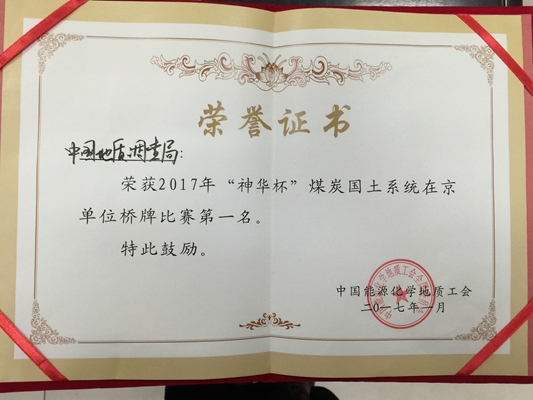 荣誉证书
中国地质调查局：
荣获2017年“神华杯”煤炭国土系统在京
单位桥牌比赛第一名。
特此鼓励。
中国能源化学地质工会
二〇一七年一月